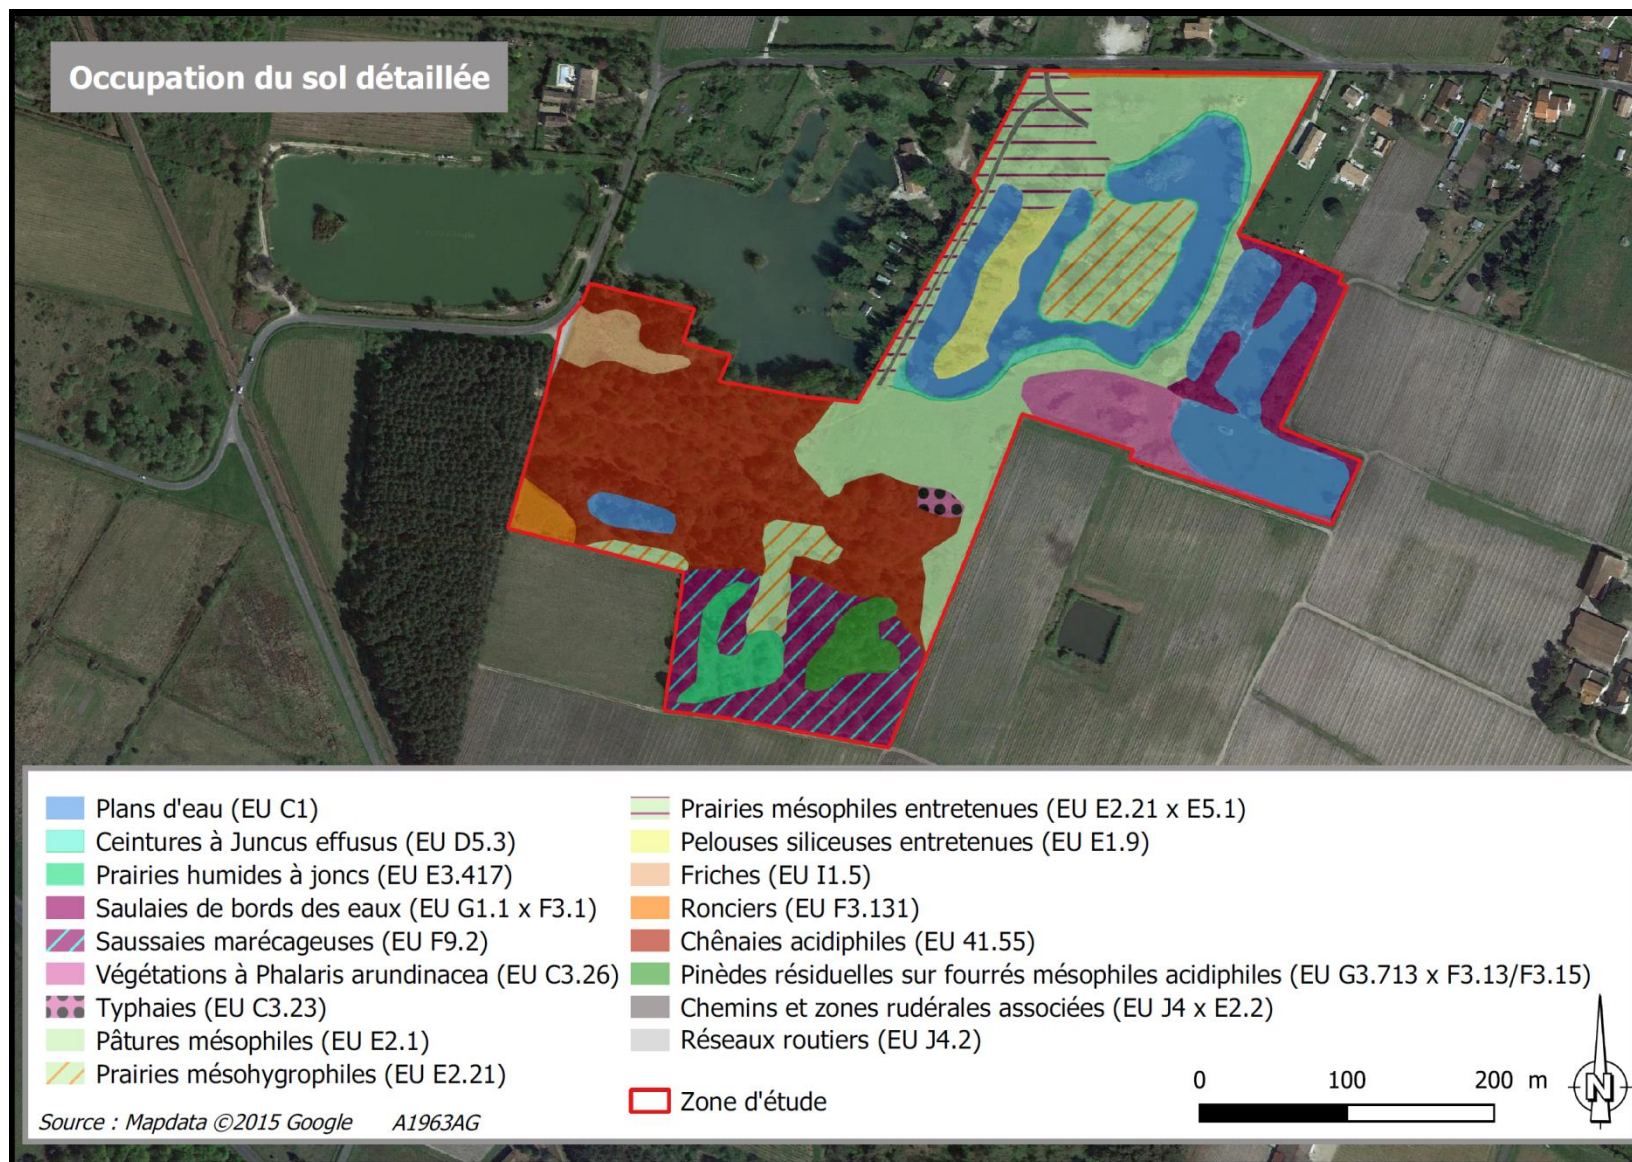 Occupation du sol détaillée
Plans d'eau (EU C1)
Ceintures à Juncus effusus (EU D5.3)
Prairies humides à joncs (EU E3.417)
Saulaies de bords des eaux (EU G1.1 x F3.1)
Saussaies marécageuses (EU F9.2)
Végétations à Phalaris arundinacea (EU C3.26)
Typhaies (EU C3.23)
Pâtures mésophiles (EU E2.1)
Prairies mésohygrophiles (EU E2.21)
Prairies mésophiles entretenues (EU E2.21 x E5.1)
Pelouses siliceuses entretenues (EU E1.9)
Friches (EU I1.5)
Ronciers (EU F3.131)
Chênaies acidiphiles (EU 41.55)
Pinèdes résiduelles sur fourrés mésophiles acidiphiles (EU G3.713 x F3.13/F3.15)
Chemins et zones rudérales associées (EU J4 x E2.2)
Réseaux routiers (EU J4.2)
Zone d'étude
0 100 200 m
N
Source : Mapdata ©2015 Google A1963AG